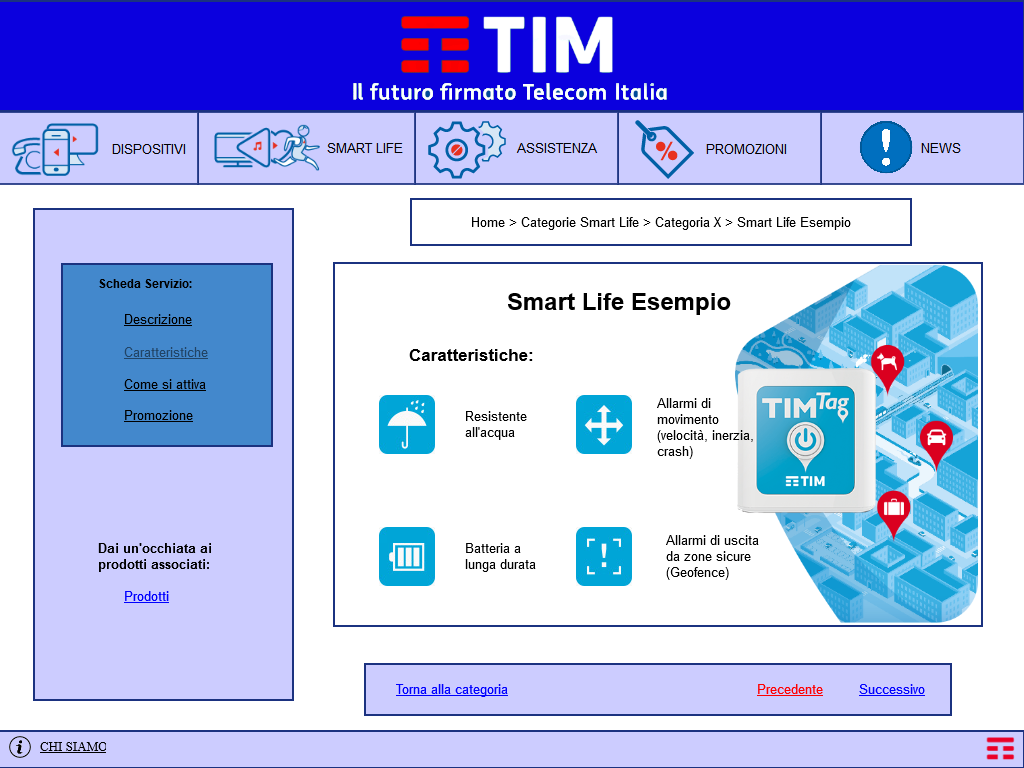 TIM
Il futuro firmato Telecom Italia
DISPOSITIVI
SMART LIFE
ASSISTENZA
PROMOZIONI
NEWS
Home > Categorie Smart Life > Categoria X > Smart Life Esempio
Scheda Servizio:
Descrizione
Caratteristiche
Come si attiva
Promozione
Dai un'occhiata ai
prodotti associati:
Prodotti
Smart Life Esempio
Caratteristiche:
Resistente
all'acqua
Allarmi di
movimento
(velocità, inerzia,
crash)
Batteria a
lunga durata
Allarmi di uscita
da zone sicure
(Geofence)
TIM Tag
TIM
Torna alla categoria
Precedente
Successivo
CHI SIAMO